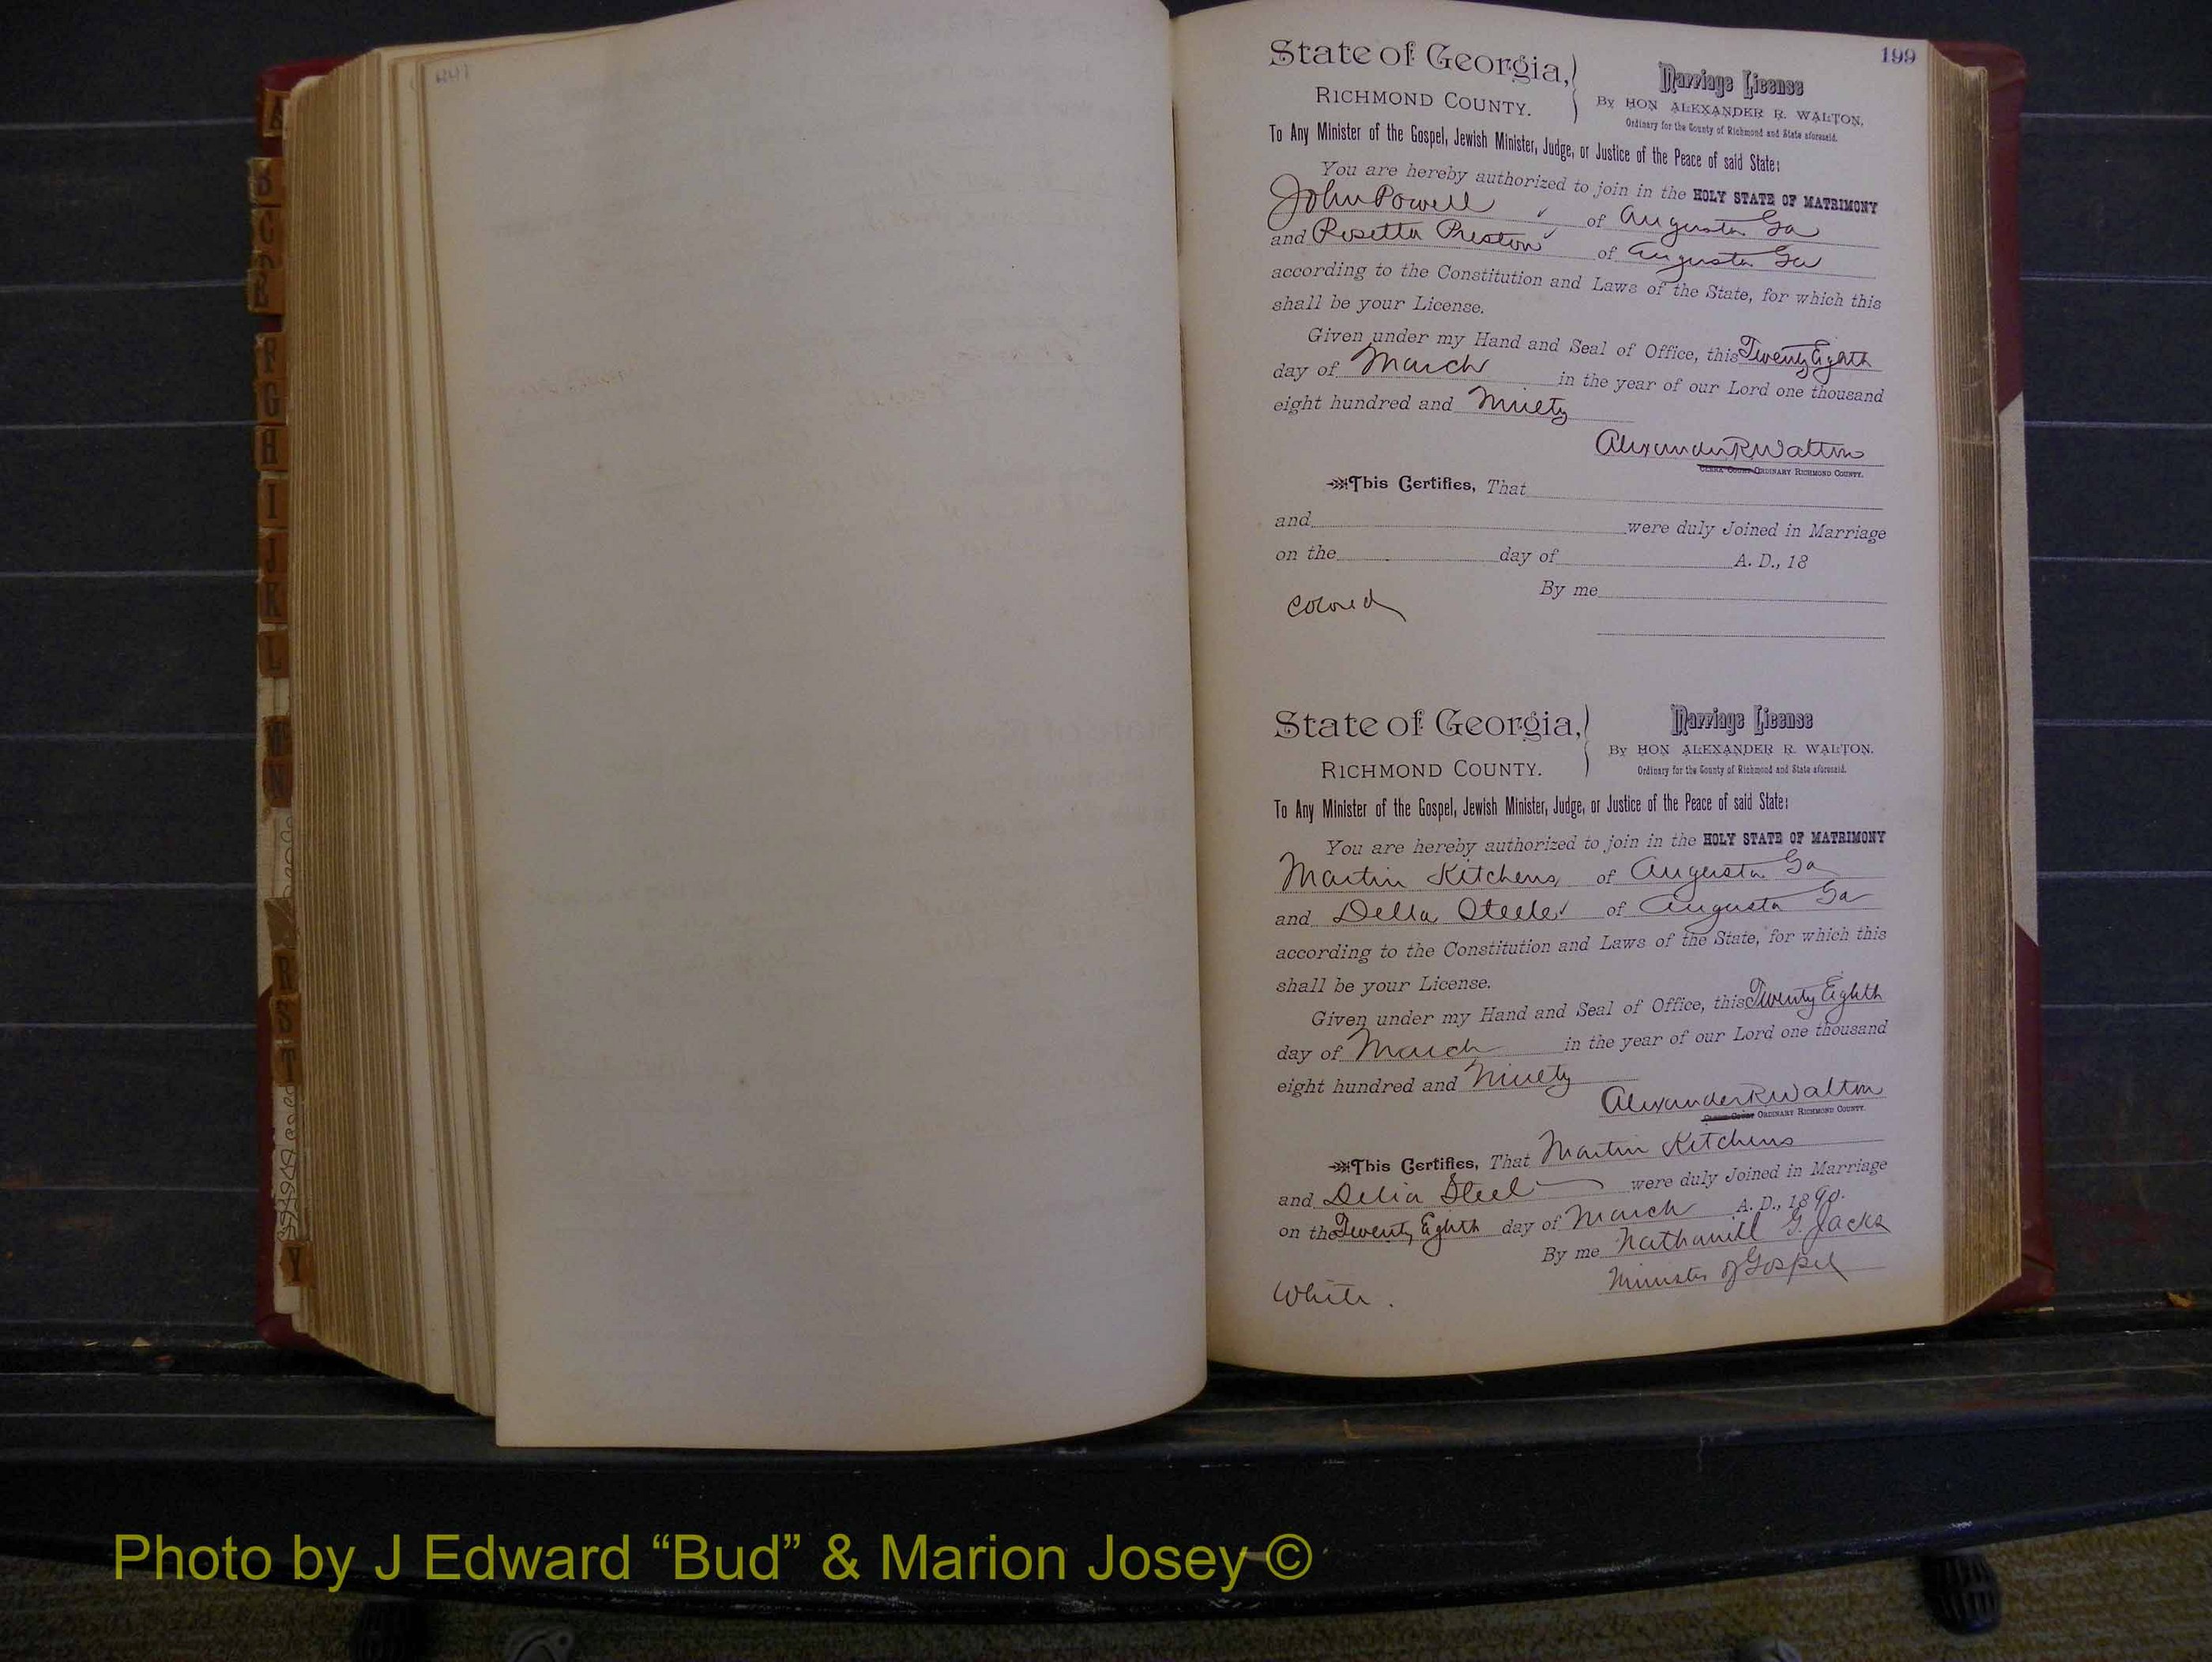 199
State of Georgia,
RICHMOND COUNTY.
Marriage License
By HON ALEXANDER R. WALTON,
Ordinary for the County of Richmond and State aforesaid.
To Any Minister of the Gospel, Jewish Minister, Judge, or Justice of the Peace of said State:
You are hereby authorized to join in the HOLY STATE OF MATRIMONY
John Powell of Augusta Ga
and Rosetta Preston of Augusta Ga
according to the Constitution and Laws of the State, for which this
shall be your License.
Given under my Hand and Seal of Office, this Twenty Eighth
day of March in the year of our Lord one thousand
eight hundred and Ninety
Alexander R Walton
CLERK COURT ORDINARY RICHMOND COUNTY.
This Certifies, That
and were duly Joined in Marriage
on the day of A. D., 18
By me
Colored
State of Georgia,
RICHMOND COUNTY.
Marriage License
By HON ALEXANDER R. WALTON.
Ordinary for the County of Richmond and State aforesaid.
To Any Minister of the Gospel, Jewish Minister, Judge, or Justice of the Peace of said State:
You are hereby authorized to join in the HOLY STATE OF MATRIMONY
Martin Kitchens of Augusta Ga
and Della Steele of Augusta Ga
according to the Constitution and Laws of the State, for which this
shall be your License.
Given under my Hand and Seal of Office, this Twenty Eighth
day of March in the year of our Lord one thousand
eight hundred and Ninety
Alexander R Walton
CLERK COURT ORDINARY RICHMOND COUNTY.
This Certifies, That Martin Kitchens
and Delia Steel were duly Joined in Marriage
on the Twenty Eighth day of March A. D., 1890.
By me Nathaniell G. Jacks
Minister of Gospel
White.
B
C
D
E
F
G
H
I
J
K
L
M
N
R
S
T
Y
Photo by J Edward “Bud” & Marion Josey ©